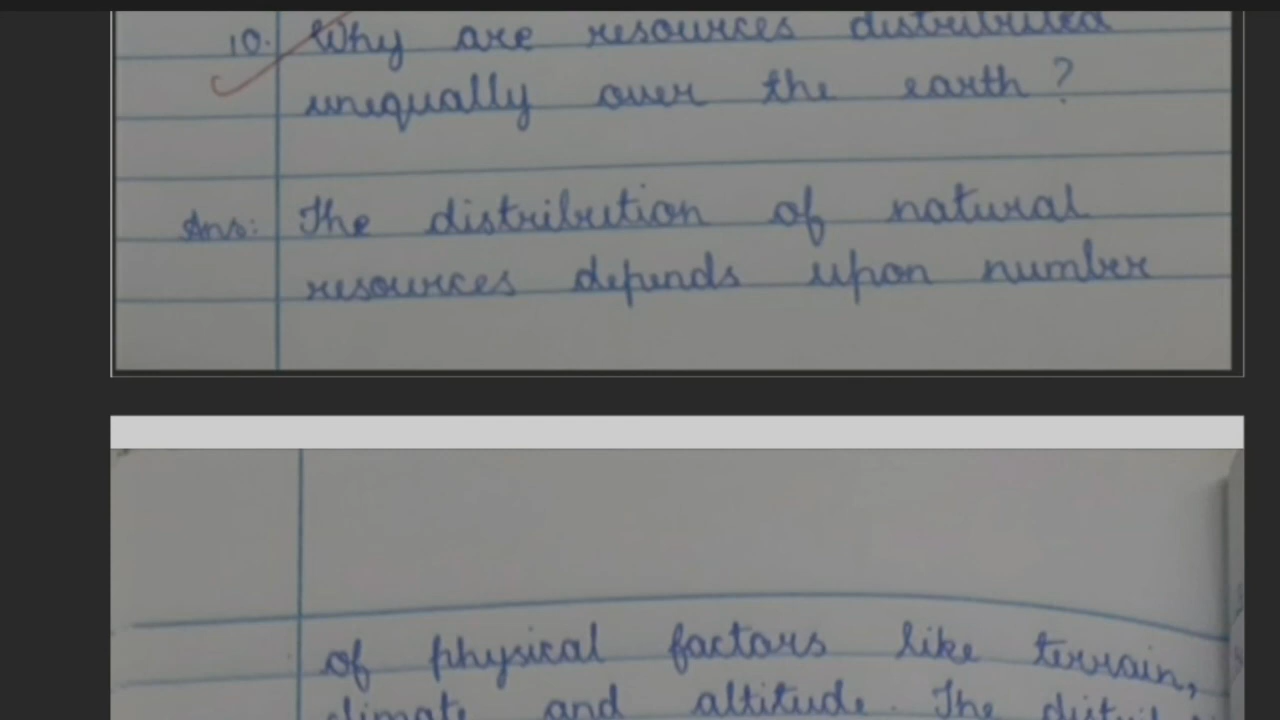 10. Why are resources distributed
unequally over the earth?
Ans: The distribution of natural
resources depends upon number
of physical factors like terrain,
climate and altitude. The